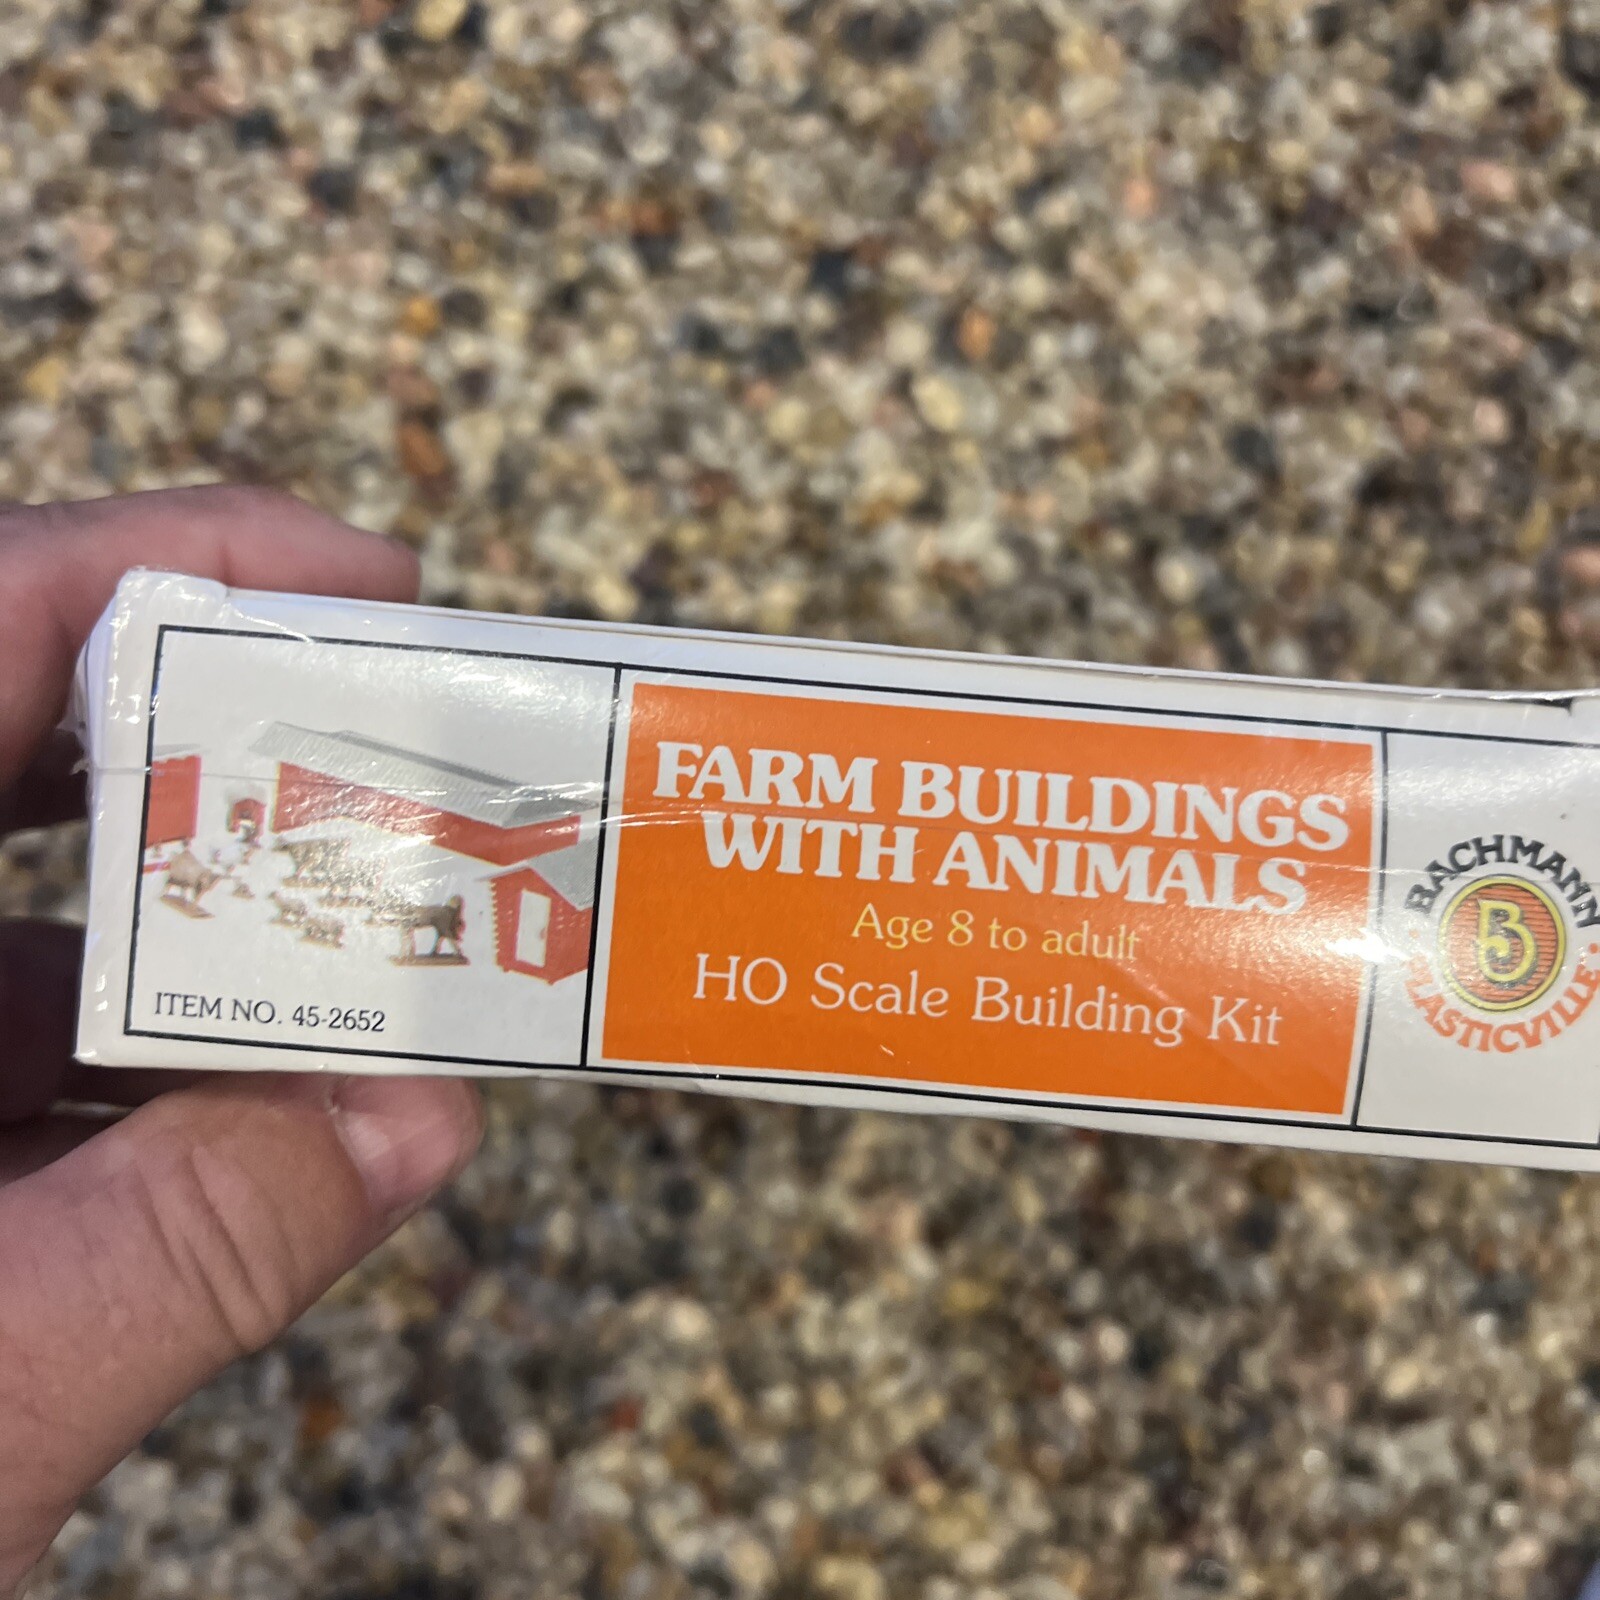 FARM BUILDINGS
WITH ANIMALS
Age 8 to adult
HO Scale Building Kit
ITEM NO. 45-2652
BACHMANN
B
PLASTICVILLE